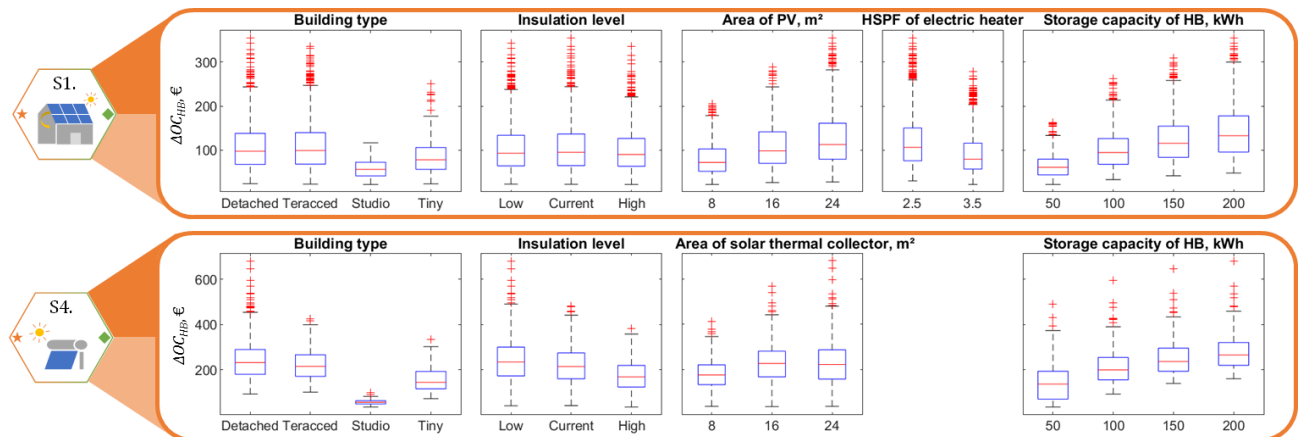 Building type Insulation level Area of PV, m² HSPF of electric heater Storage capacity of HB, kWh
S1.
ΔOC_HB, €
300
200
100
Detached Teracced Studio Tiny Low Current High 8 16 24 2.5 3.5 50 100 150 200
Building type Insulation level Area of solar thermal collector, m² Storage capacity of HB, kWh
S4.
ΔOC_HB, €
600
400
200
Detached Teracced Studio Tiny Low Current High 8 16 24 50 100 150 200